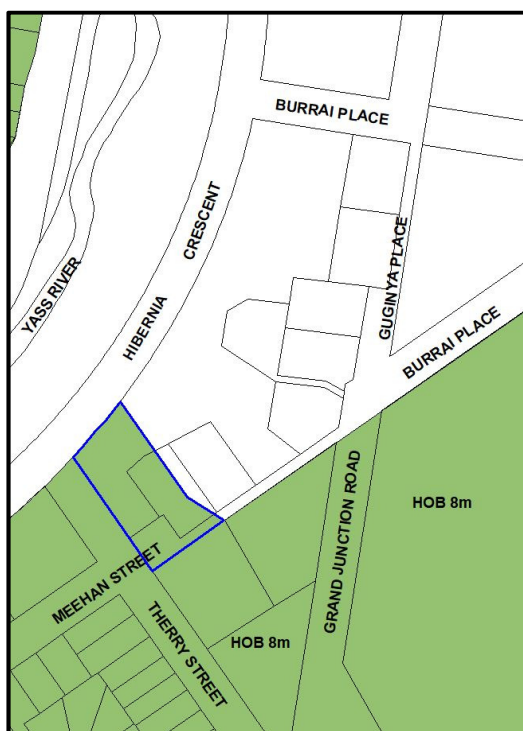 BURRAI PLACE
CRESCENT
GUGINYA PLACE
YASS RIVER
HIBERNIA
BURRAI PLACE
GRAND JUNCTION ROAD
HOB 8m
MEEHAN STREET
THERRY STREET
HOB 8m